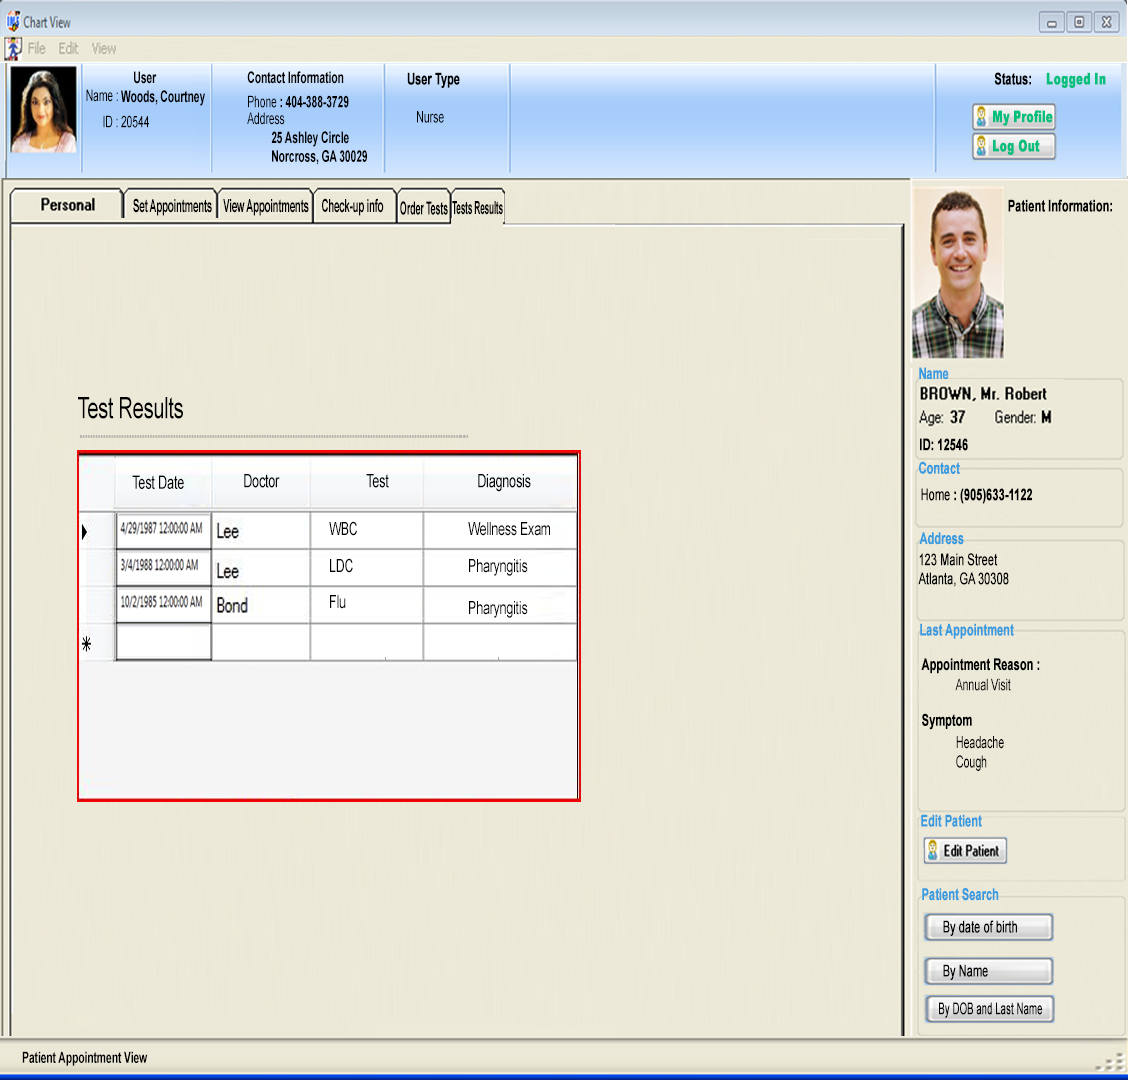 Chart View
File Edit View
User
Name : Woods, Courtney
ID : 20544
Contact Information
Phone : 404-388-3729
Address
25 Ashley Circle
Norcross, GA 30029
User Type
Nurse
Status: Logged In
My Profile
Log Out
Personal Set Appointments View Appointments Check-up info Order Tests Tests Results
Test Results
Test Date Doctor Test Diagnosis
4/29/1987 12:00:00 AM Lee WBC Wellness Exam
3/4/1988 12:00:00 AM Lee LDC Pharyngitis
10/2/1985 12:00:00 AM Bond Flu Pharyngitis
*
Patient Information:
Name
BROWN, Mr. Robert
Age: 37 Gender: M
ID: 12546
Contact
Home : (905)633-1122
Address
123 Main Street
Atlanta, GA 30308
Last Appointment
Appointment Reason :
Annual Visit
Symptom
Headache
Cough
Edit Patient
Edit Patient
Patient Search
By date of birth
By Name
By DOB and Last Name
Patient Appointment View